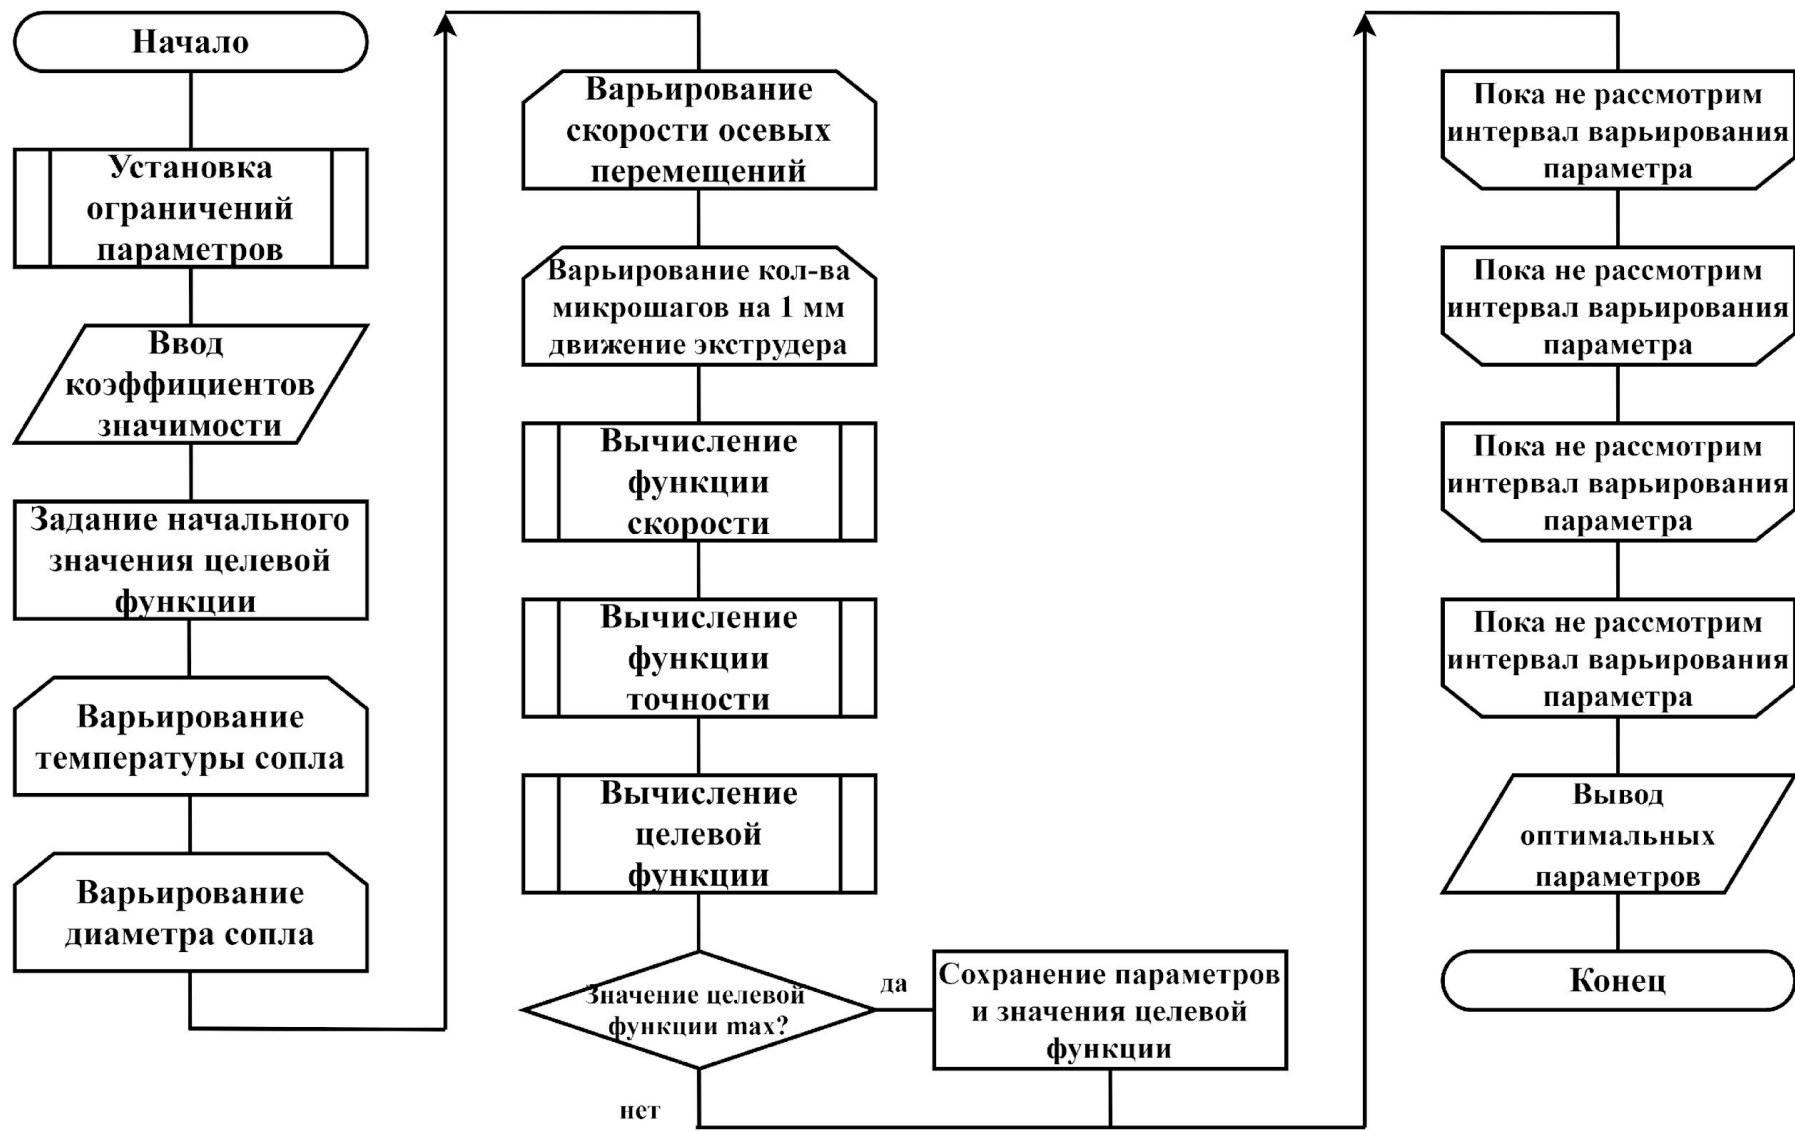 Начало
Установка
ограничений
параметров
Ввод
коэффициентов
значимости
Задание начального
значения целевой
функции
Варьирование
температуры сопла
Варьирование
диаметра сопла
Варьирование
скорости осевых
перемещений
Варьирование кол-ва
микрошагов на 1 мм
движение экструдера
Вычисление
функции
скорости
Вычисление
функции
точности
Вычисление
целевой
функции
Значение целевой
функции max?
да
нет
Сохранение параметров
и значения целевой
функции
Пока не рассмотрим
интервал варьирования
параметра
Пока не рассмотрим
интервал варьирования
параметра
Пока не рассмотрим
интервал варьирования
параметра
Пока не рассмотрим
интервал варьирования
параметра
Вывод
оптимальных
параметров
Конец